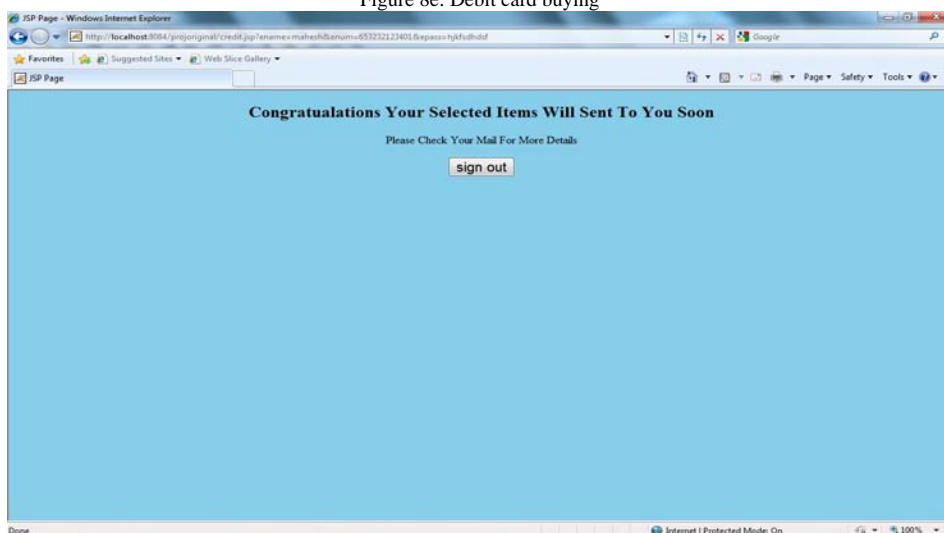 Figure 8e: Debit card buying
JSP Page - Windows Internet Explorer
http://localhost:8084/projoriginal/credit.jsp?ename=mahesh&enum=653232123401&epass=hjkfsdhdsf
Google
Favorites Suggested Sites Web Slice Gallery
JSP Page Page Safety Tools
Congratualations Your Selected Items Will Sent To You Soon
Please Check Your Mail For More Details
sign out
Done Internet | Protected Mode: On 100%